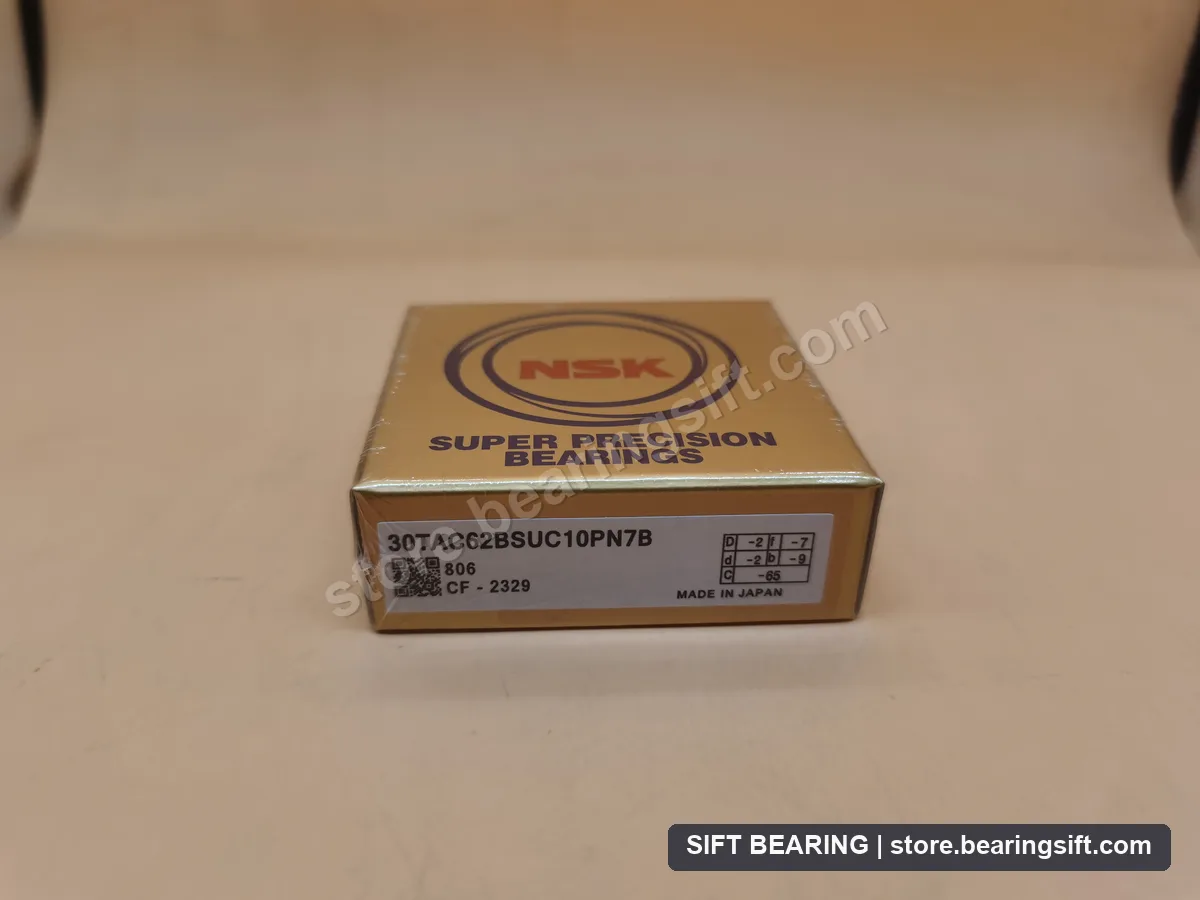 NSK
SUPER PRECISION
BEARINGS
30TAC62BSUC10PN7B
806
CF - 2329
D -2 f -7
d -2 b -9
C -65
MADE IN JAPAN
store.bearingsift.com
SIFT BEARING | store.bearingsift.com